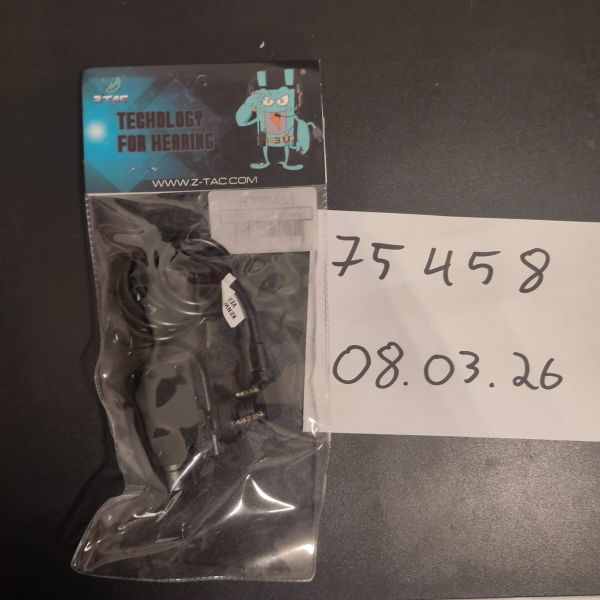 Z-TAC
TECHOLOGY
FOR HEARING
WWW.Z-TAC.COM
75458
08.03.26